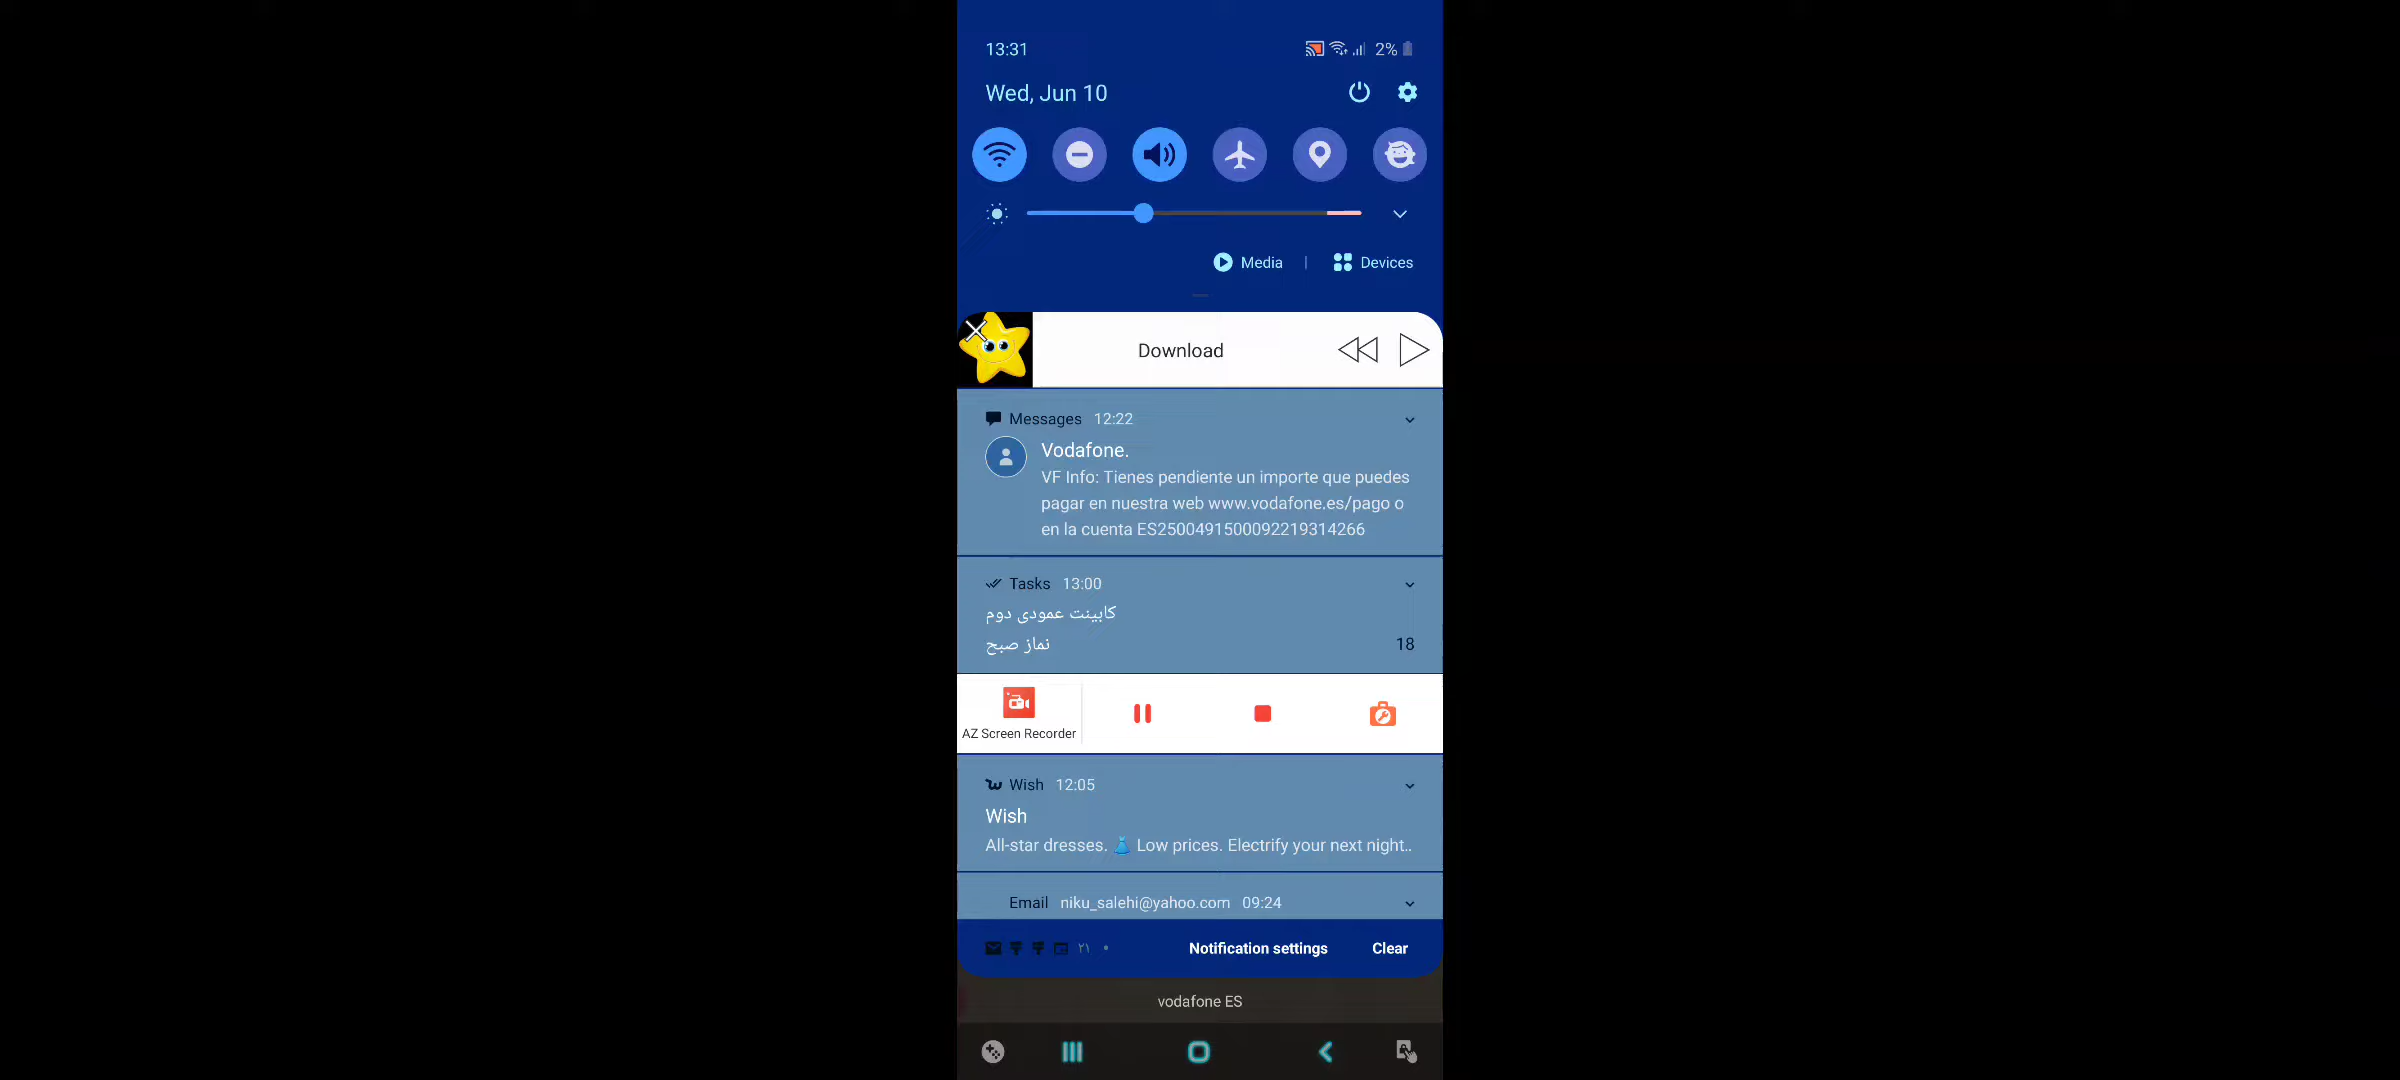 13:31
2%
Wed, Jun 10
Media | Devices
Download
Messages 12:22
Vodafone.
VF Info: Tienes pendiente un importe que puedes
pagar en nuestra web www.vodafone.es/pago o
en la cuenta ES2500491500092219314266
Tasks 13:00
کابینت عمودی دوم
نماز صبح
18
AZ Screen Recorder
Wish 12:05
Wish
All-star dresses. 👗 Low prices. Electrify your next night..
Email niku_salehi@yahoo.com 09:24
۲۱ • Notification settings Clear
vodafone ES